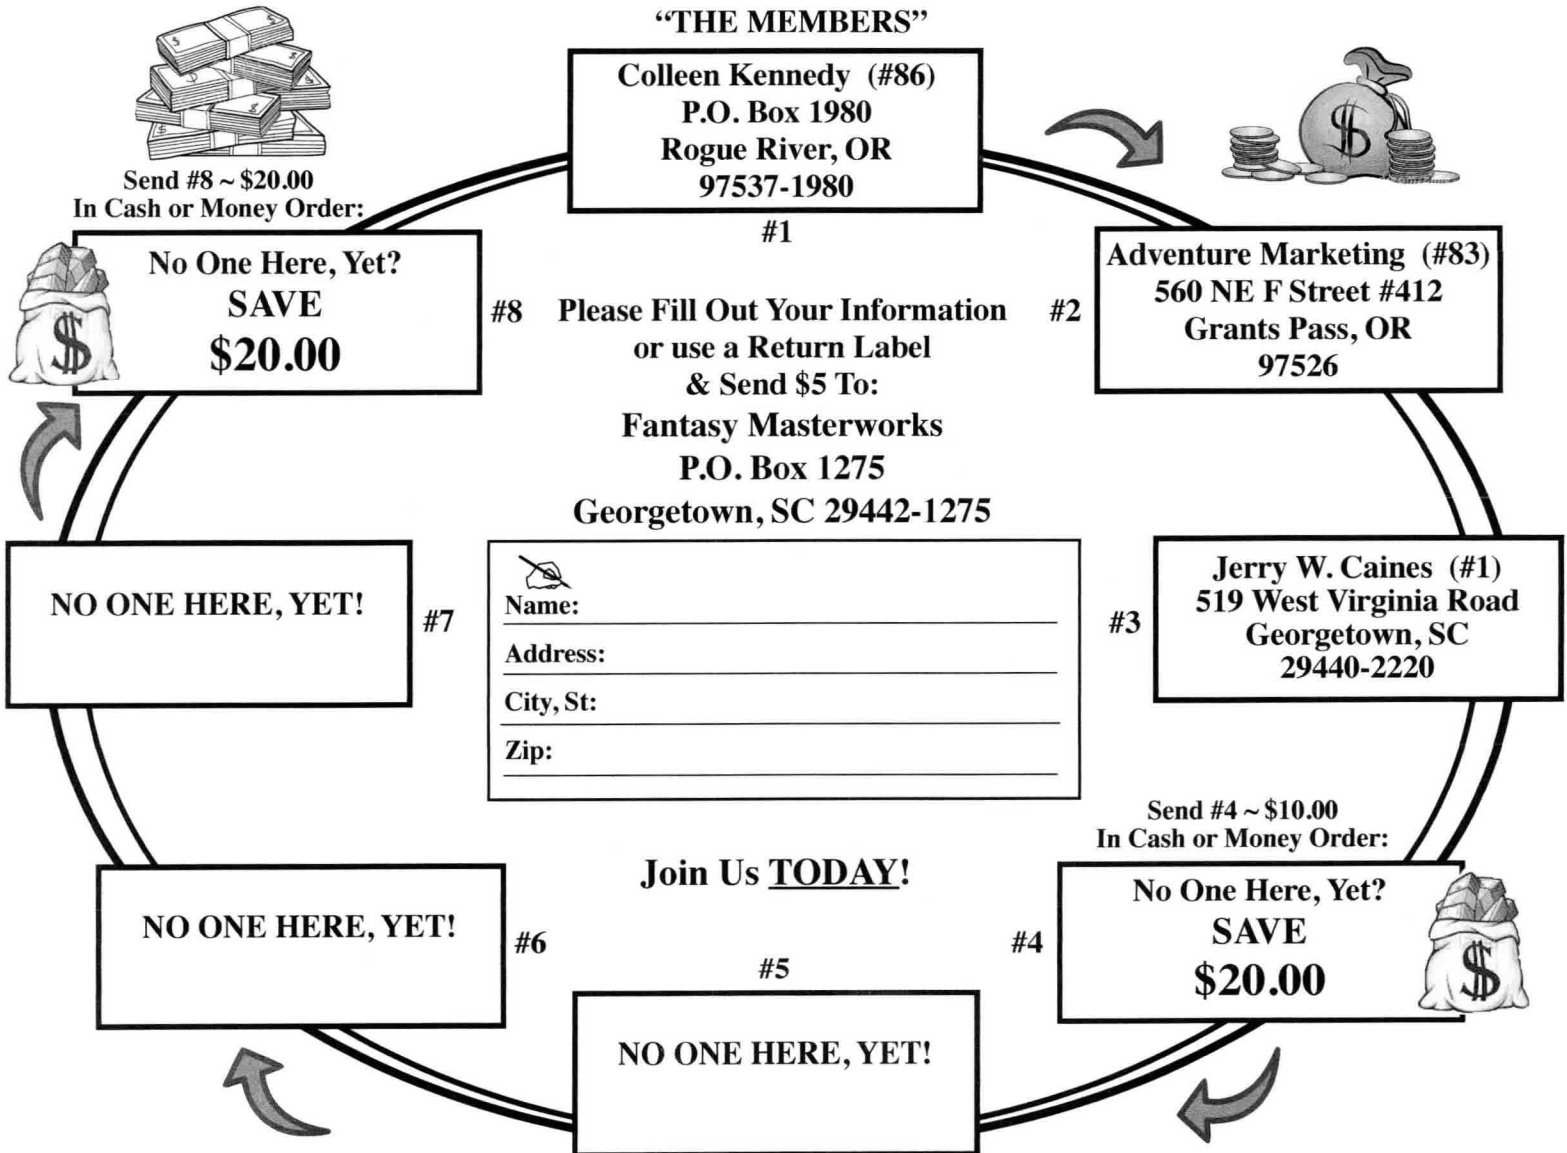 “THE MEMBERS”
Colleen Kennedy (#86)
P.O. Box 1980
Rogue River, OR
97537-1980
#1
Adventure Marketing (#83)
560 NE F Street #412
Grants Pass, OR
97526
#2
Jerry W. Caines (#1)
519 West Virginia Road
Georgetown, SC
29440-2220
#3
Send #4 ~ $10.00
In Cash or Money Order:
No One Here, Yet?
SAVE
$20.00
#4
#5
NO ONE HERE, YET!
NO ONE HERE, YET!
#6
NO ONE HERE, YET!
#7
Send #8 ~ $20.00
In Cash or Money Order:
No One Here, Yet?
SAVE
$20.00
#8
Please Fill Out Your Information
or use a Return Label
& Send $5 To:
Fantasy Masterworks
P.O. Box 1275
Georgetown, SC 29442-1275
Name:
Address:
City, St:
Zip:
Join Us TODAY!
$
$
$